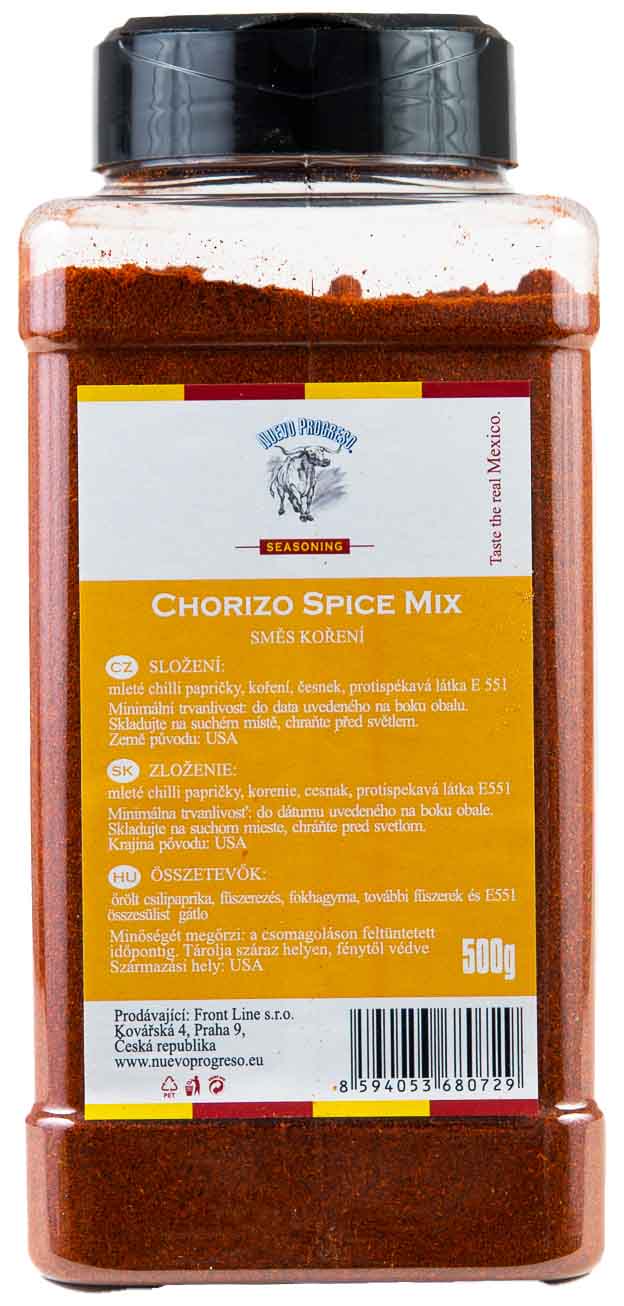 NUEVO PROGRESO.
SEASONING
Taste the real Mexico.
CHORIZO SPICE MIX
SMĚS KOŘENÍ
CZ SLOŽENÍ:
mleté chilli papričky, koření, česnek, protispékavá látka E 551
Minimální trvanlivost: do data uvedeného na boku obalu.
Skladujte na suchém místě, chraňte před světlem.
Země původu: USA
SK ZLOŽENIE:
mleté chilli papričky, korenie, cesnak, protispekavá látka E551
Minimálna trvanlivosť: do dátumu uvedeného na boku obale.
Skladujte na suchom mieste, chráňte pred svetlom.
Krajina pôvodu: USA
HU ÖSSZETEVŐK:
őrölt csilipaprika, fűszerezés, fokhagyma, további fűszerek és E551
összesülist gátlo
Minőségét megőrzi: a csomagoláson feltüntetett
időpontig. Tárolja száraz helyen, fénytől védve
Származási hely: USA
500g
Prodávající: Front Line s.r.o.
Kovářská 4, Praha 9,
Česká republika
www.nuevoprogreso.eu
PET
8 594053 680729